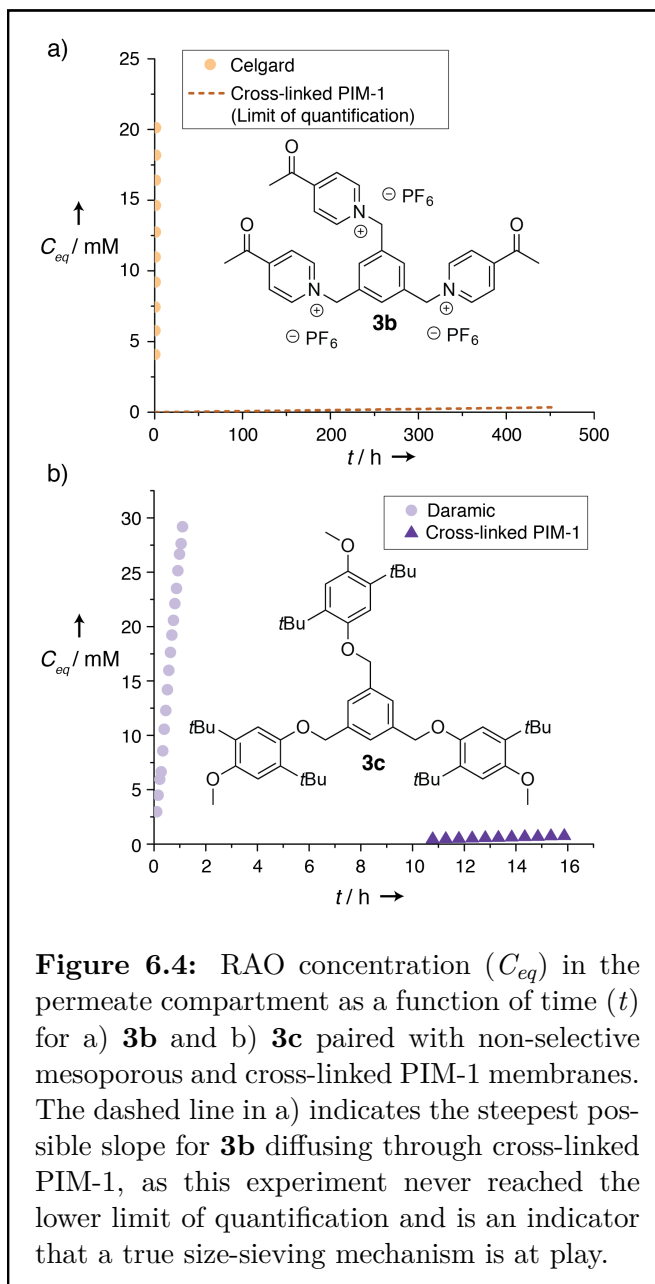 a)
25
20
15
10
5
0
C_eq / mM
Celgard
Cross-linked PIM-1
(Limit of quantification)
O
N
⊕
⊖ PF6
O
N
⊕
⊖ PF6
O
N
⊕
⊖ PF6
3b
0 100 200 300 400 500
t / h
b)
30
25
20
15
10
5
0
C_eq / mM
Daramic
Cross-linked PIM-1
O
tBu
tBu
O
tBu O O tBu
3c
O tBu tBu O
0 2 4 6 8 10 12 14 16
t / h
Figure 6.4: RAO concentration (C_eq) in the
permeate compartment as a function of time (t)
for a) 3b and b) 3c paired with non-selective
mesoporous and cross-linked PIM-1 membranes.
The dashed line in a) indicates the steepest pos-
sible slope for 3b diffusing through cross-linked
PIM-1, as this experiment never reached the
lower limit of quantification and is an indicator
that a true size-sieving mechanism is at play.